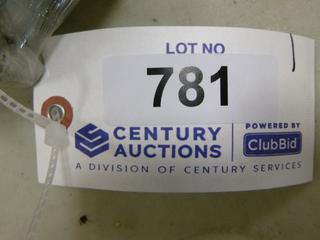 LOT NO
781
CENTURY
AUCTIONS
POWERED BY
ClubBid
A DIVISION OF CENTURY SERVICES